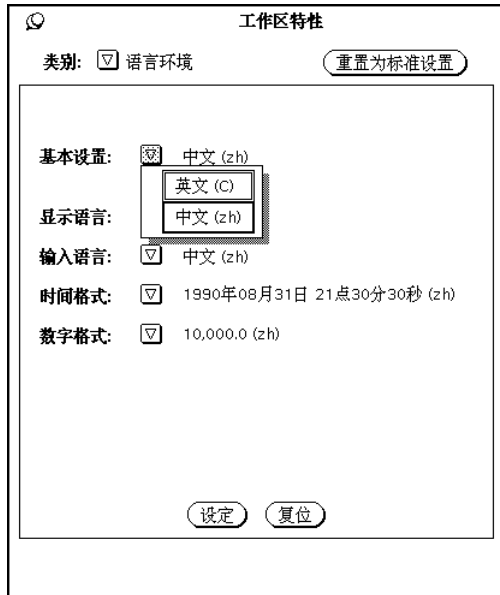 工作区特性
类别: 语言环境
重置为标准设置
基本设置: 中文 (zh)
英文 (C)
中文 (zh)
显示语言:
输入语言: 中文 (zh)
时间格式: 1990年08月31日 21点30分30秒 (zh)
数字格式: 10,000.0 (zh)
设定 复位